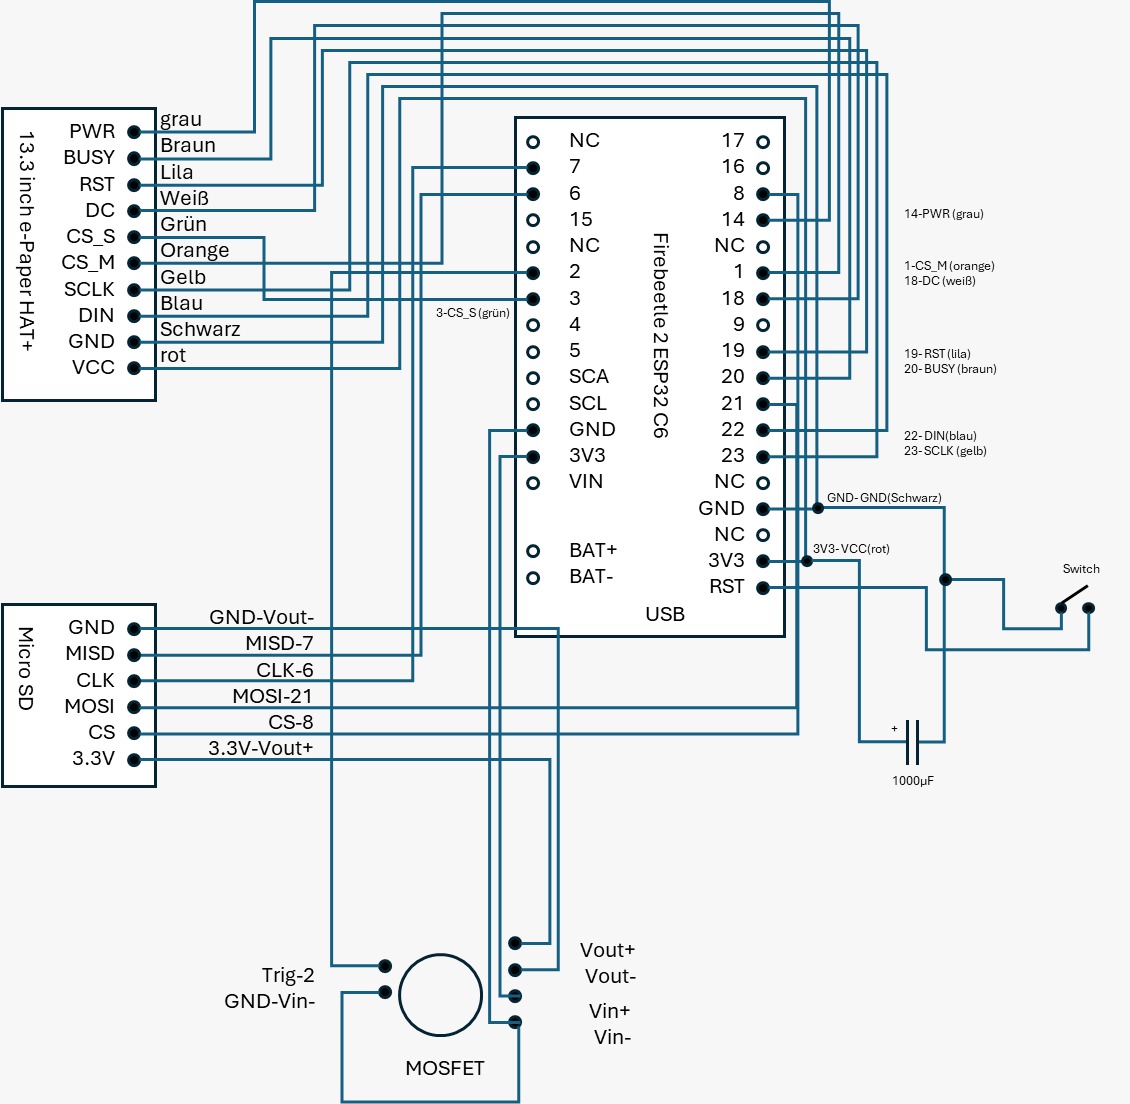 13.3 inch e-Paper HAT+
PWR grau
BUSY Braun
RST Lila
DC Weiß
CS_S Grün
CS_M Orange
SCLK Gelb
DIN Blau
GND Schwarz
VCC rot
3-CS_S (grün)
Firebeetle 2 ESP32 C6
NC 17
7 16
6 8
15 14
NC NC
2 1
3 18
4 9
5 19
SCA 20
SCL 21
GND 22
3V3 23
VIN NC
GND
NC
BAT+ 3V3
BAT- RST
USB
14-PWR (grau)
1-CS_M (orange)
18-DC (weiß)
19- RST (lila)
20- BUSY (braun)
22- DIN(blau)
23- SCLK (gelb)
GND- GND(Schwarz)
3V3-VCC(rot)
Switch
+
1000µF
Micro SD
GND GND-Vout-
MISD MISD-7
CLK CLK-6
MOSI MOSI-21
CS CS-8
3.3V 3.3V-Vout+
Trig-2
GND-Vin-
MOSFET
Vout+
Vout-
Vin+
Vin-